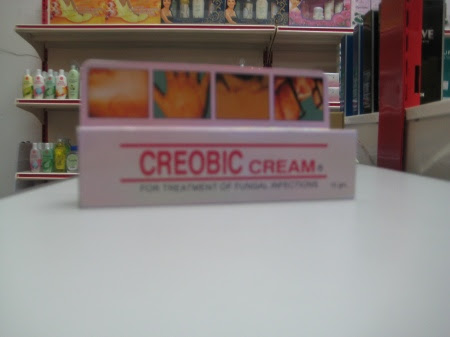 CREOBIC CREAM®
FOR TREATMENT OF FUNGAL INFECTIONS